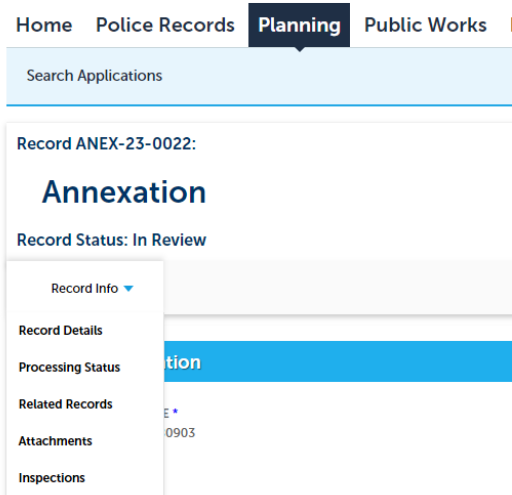 Home Police Records Planning Public Works
Search Applications
Record ANEX-23-0022:
Annexation
Record Status: In Review
Record Info
Record Details
Processing Status
tion
Related Records
E *
0903
Attachments
Inspections